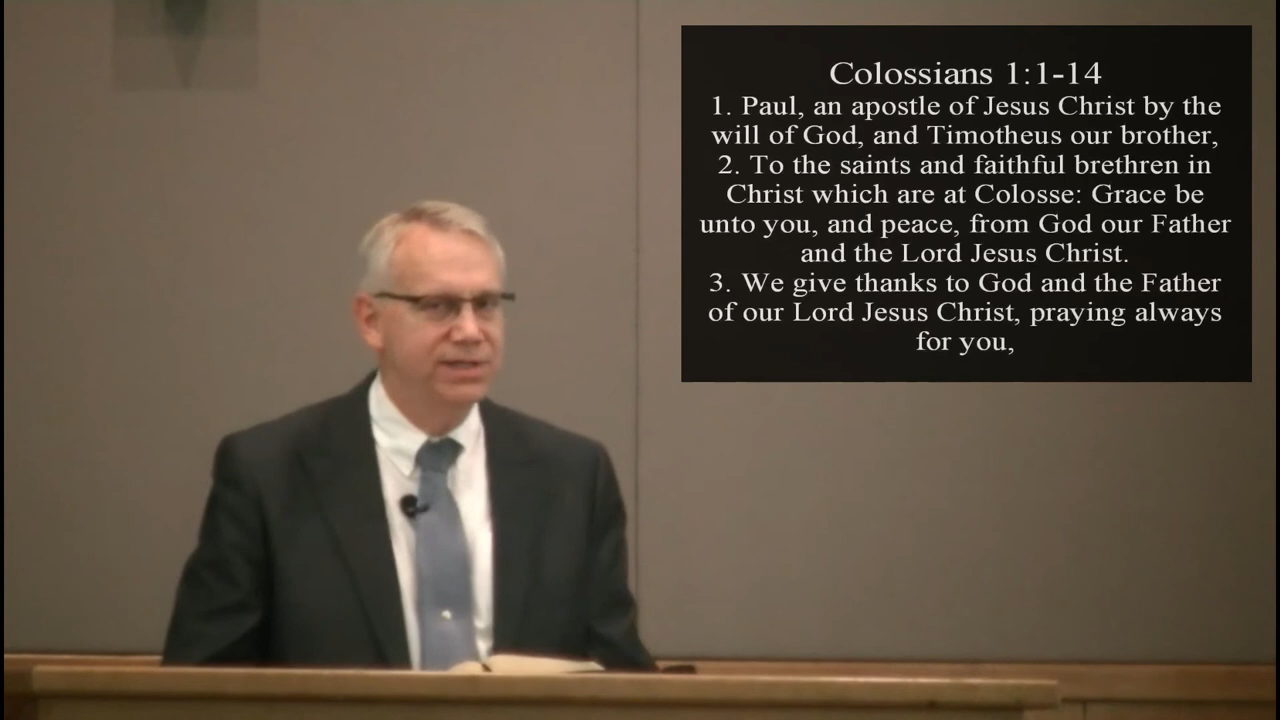 Colossians 1:1-14
1. Paul, an apostle of Jesus Christ by the
will of God, and Timotheus our brother,
2. To the saints and faithful brethren in
Christ which are at Colosse: Grace be
unto you, and peace, from God our Father
and the Lord Jesus Christ.
3. We give thanks to God and the Father
of our Lord Jesus Christ, praying always
for you,